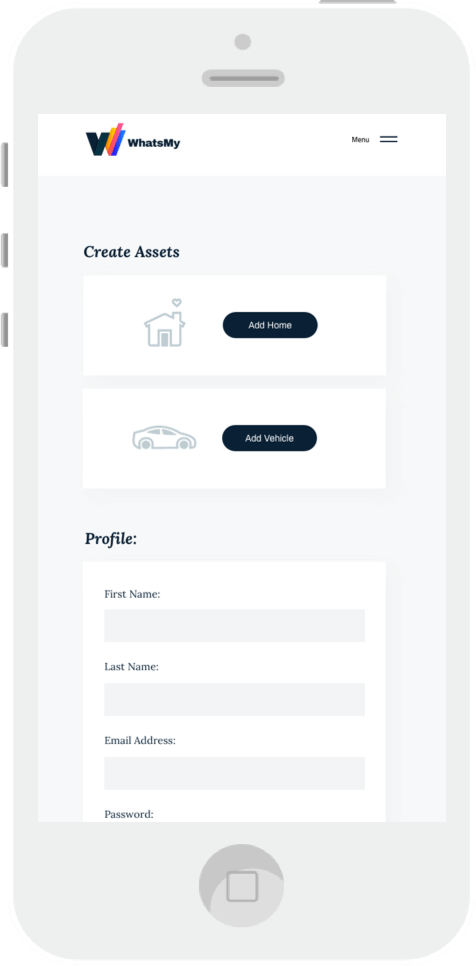 WhatsMy
Menu
Create Assets
Add Home
Add Vehicle
Profile:
First Name:
Last Name:
Email Address:
Password: